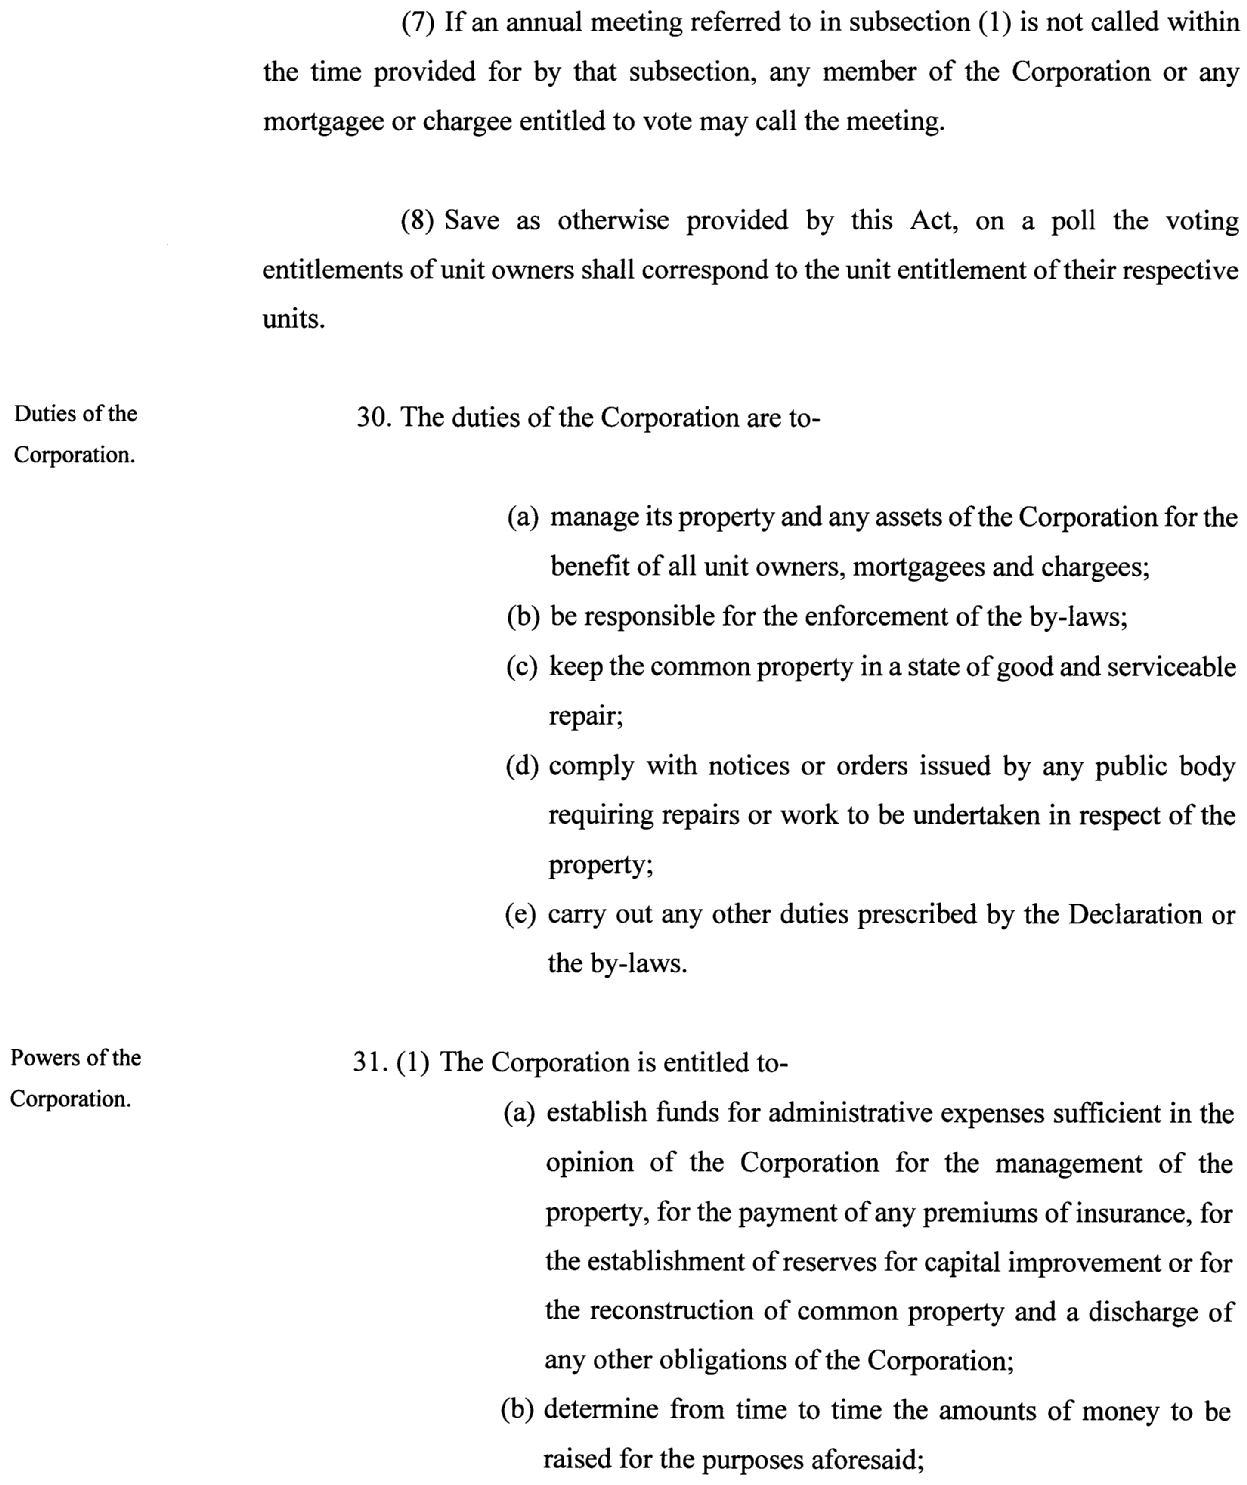 (7) If an annual meeting referred to in subsection (1) is not called within
the time provided for by that subsection, any member of the Corporation or any
mortgagee or chargee entitled to vote may call the meeting.
(8) Save as otherwise provided by this Act, on a poll the voting
entitlements of unit owners shall correspond to the unit entitlement of their respective
units.
Duties of the
Corporation.
30. The duties of the Corporation are to-
(a) manage its property and any assets of the Corporation for the
benefit of all unit owners, mortgagees and chargees;
(b) be responsible for the enforcement of the by-laws;
(c) keep the common property in a state of good and serviceable
repair;
(d) comply with notices or orders issued by any public body
requiring repairs or work to be undertaken in respect of the
property;
(e) carry out any other duties prescribed by the Declaration or
the by-laws.
Powers of the
Corporation.
31. (1) The Corporation is entitled to-
(a) establish funds for administrative expenses sufficient in the
opinion of the Corporation for the management of the
property, for the payment of any premiums of insurance, for
the establishment of reserves for capital improvement or for
the reconstruction of common property and a discharge of
any other obligations of the Corporation;
(b) determine from time to time the amounts of money to be
raised for the purposes aforesaid;